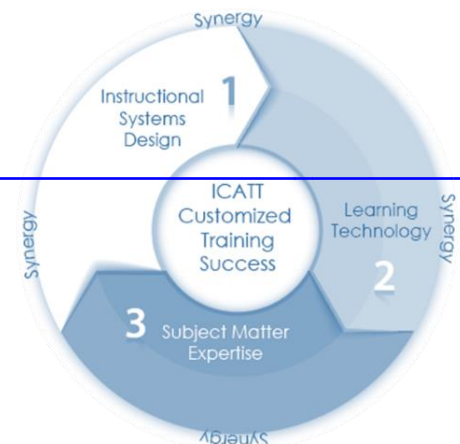 Synergy
Instructional
Systems
Design
1
ICATT
Customized
Training
Success
Learning
Technology
2
Synergy
Synergy
3
Subject Matter
Expertise
Synergy